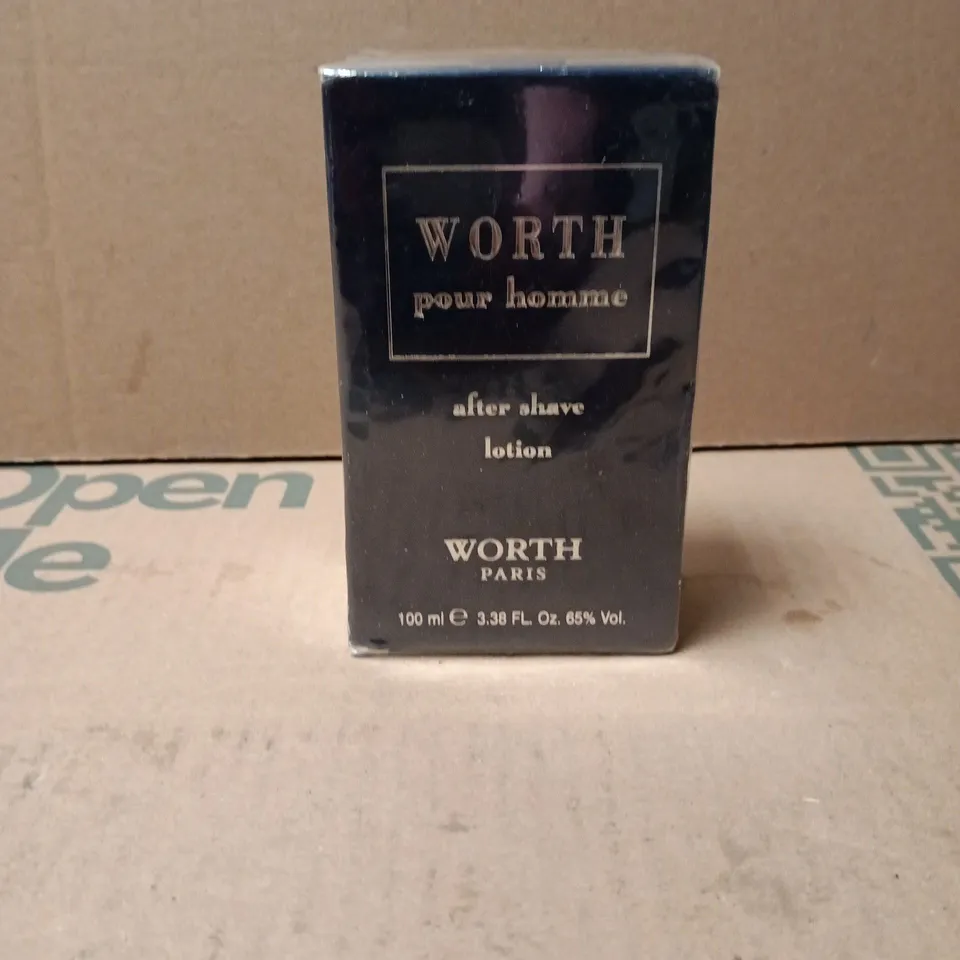 WORTH
pour homme
after shave
lotion
WORTH
PARIS
100 ml ℮ 3.38 FL. Oz. 65% Vol.
Open